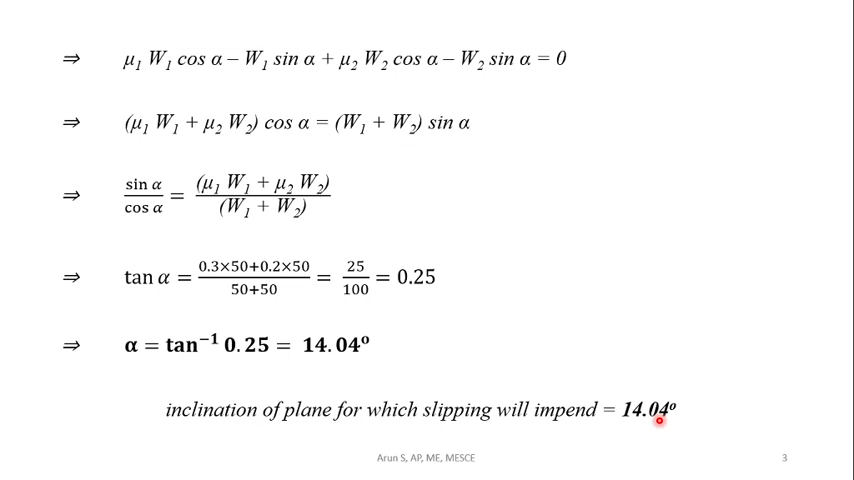 ⇒ μ₁ W₁ cos α – W₁ sin α + μ₂ W₂ cos α – W₂ sin α = 0
⇒ (μ₁ W₁ + μ₂ W₂) cos α = (W₁ + W₂) sin α
⇒ sin α / cos α = (μ₁ W₁ + μ₂ W₂) / (W₁ + W₂)
⇒ tan α = 0.3×50+0.2×50 / 50+50 = 25 / 100 = 0.25
⇒ α = tan⁻¹ 0.25 = 14.04º
inclination of plane for which slipping will impend = 14.04º
Arun S, AP, ME, MESCE 3